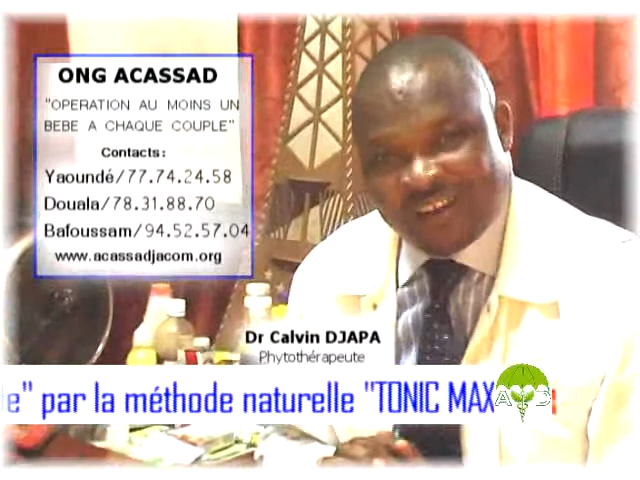 ONG ACASSAD
"OPERATION AU MOINS UN
BEBE A CHAQUE COUPLE"
Contacts:
Yaoundé/77.74.24.58
Douala/78.31.88.70
Bafoussam/94.52.57.04
www.acassadjacom.org
Dr Calvin DJAPA
Phytothérapeute
le" par la méthode naturelle "TONIC MAX